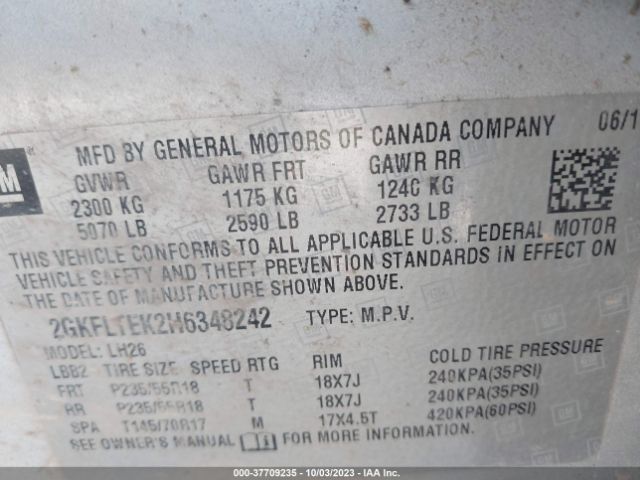 GM
MFD BY GENERAL MOTORS OF CANADA COMPANY 06/1
GVWR GAWR FRT GAWR RR
2300 KG 1175 KG 1240 KG
5070 LB 2590 LB 2733 LB
THIS VEHICLE CONFORMS TO ALL APPLICABLE U.S. FEDERAL MOTOR
VEHICLE SAFETY AND THEFT PREVENTION STANDARDS IN EFFECT ON
THE DATE OF MANUFACTURE SHOWN ABOVE.
2GKFLTEK2H6348242 TYPE: M.P.V.
MODEL: LH26
LBB2 TIRE SIZE SPEED RTG RIM COLD TIRE PRESSURE
FRT P235/55R18 T 18X7J 240KPA(35PSI)
RR P235/55R18 T 18X7J 240KPA(35PSI)
SPA T145/70R17 M 17X4.5T 420KPA(60PSI)
SEE OWNER'S MANUAL FOR MORE INFORMATION.
000-37709235 - 10/03/2023 - IAA Inc.